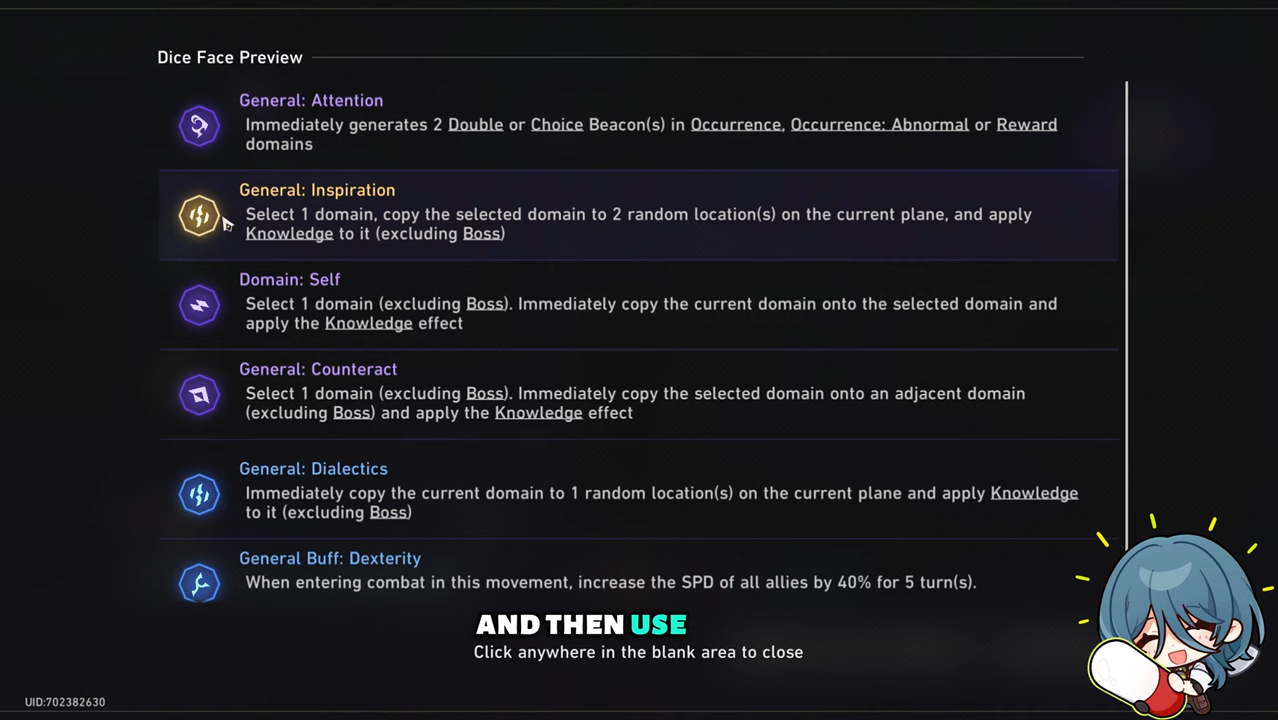 Dice Face Preview
General: Attention
Immediately generates 2 Double or Choice Beacon(s) in Occurrence, Occurrence: Abnormal or Reward
domains
General: Inspiration
Select 1 domain, copy the selected domain to 2 random location(s) on the current plane, and apply
Knowledge to it (excluding Boss)
Domain: Self
Select 1 domain (excluding Boss). Immediately copy the current domain onto the selected domain and
apply the Knowledge effect
General: Counteract
Select 1 domain (excluding Boss). Immediately copy the selected domain onto an adjacent domain
(excluding Boss) and apply the Knowledge effect
General: Dialectics
Immediately copy the current domain to 1 random location(s) on the current plane and apply Knowledge
to it (excluding Boss)
General Buff: Dexterity
When entering combat in this movement, increase the SPD of all allies by 40% for 5 turn(s).
AND THEN USE
Click anywhere in the blank area to close
UID:702382630